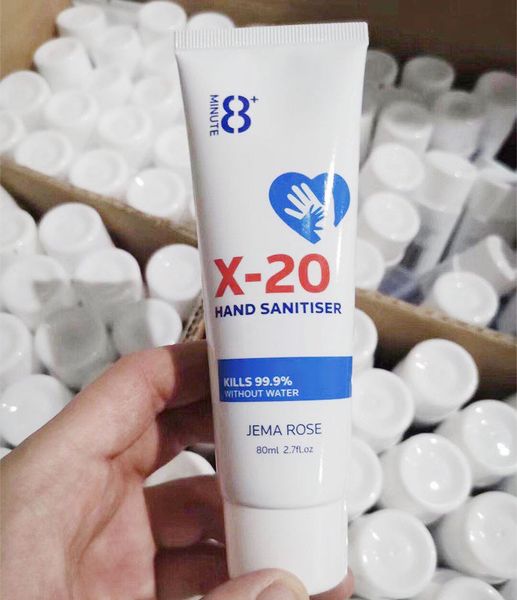 8+
MINUTE
X-20
HAND SANITISER
KILLS 99.9%
WITHOUT WATER
JEMA ROSE
80ml 2.7fl.oz